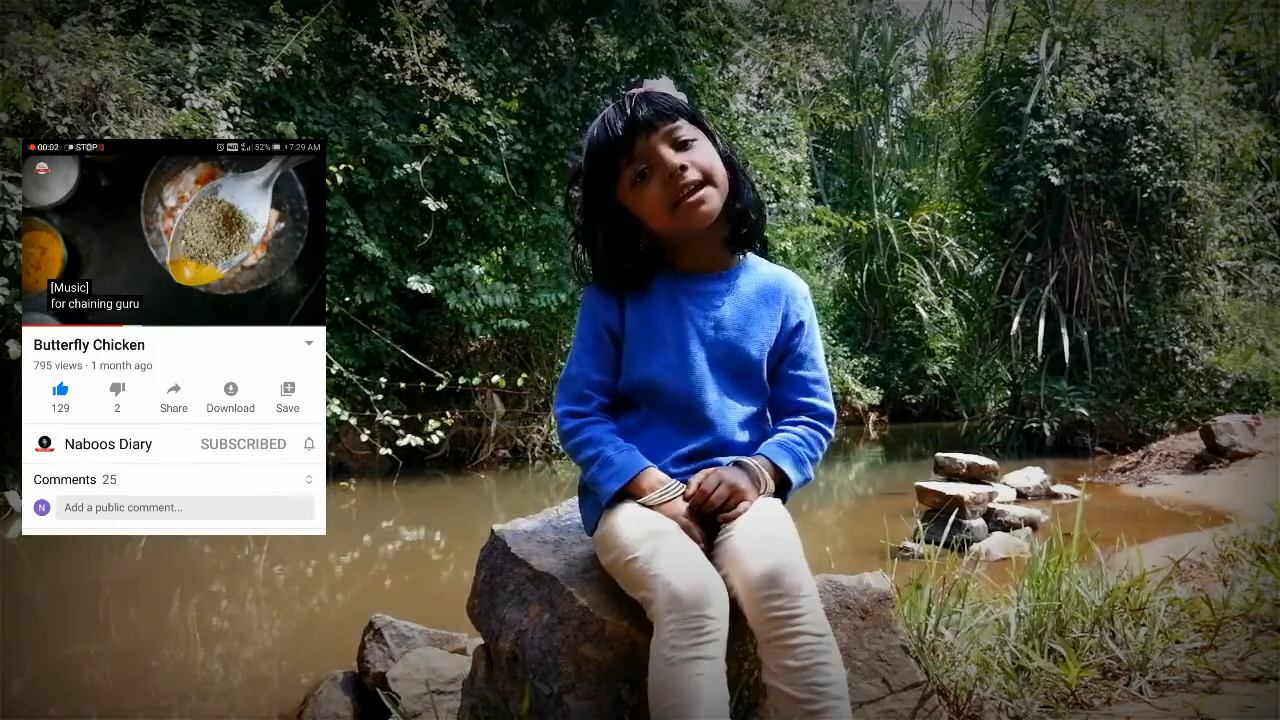 00:02 STOP 52% 7:29 AM
[Music]
for chaining guru
Butterfly Chicken
795 views · 1 month ago
129 2 Share Download Save
Naboos Diary SUBSCRIBED
Comments 25
N Add a public comment...